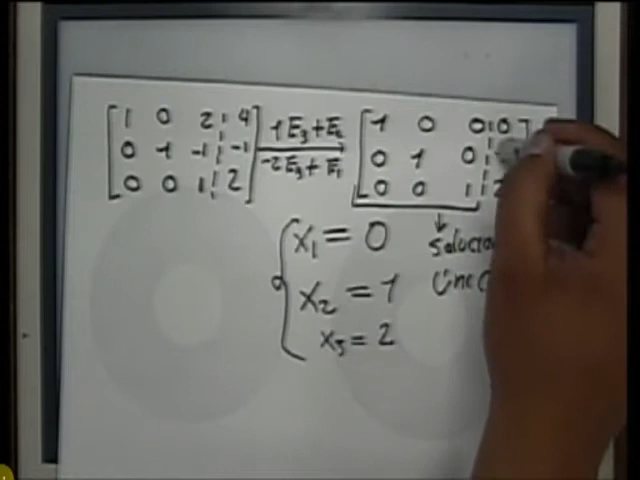 1 0 2 4 1E3+E2 1 0 0 0
0 1 -1 -1 -2E3+E1 0 1 0
0 0 1 2 0 0 1
x1 = 0
x2 = 1
x3 = 2